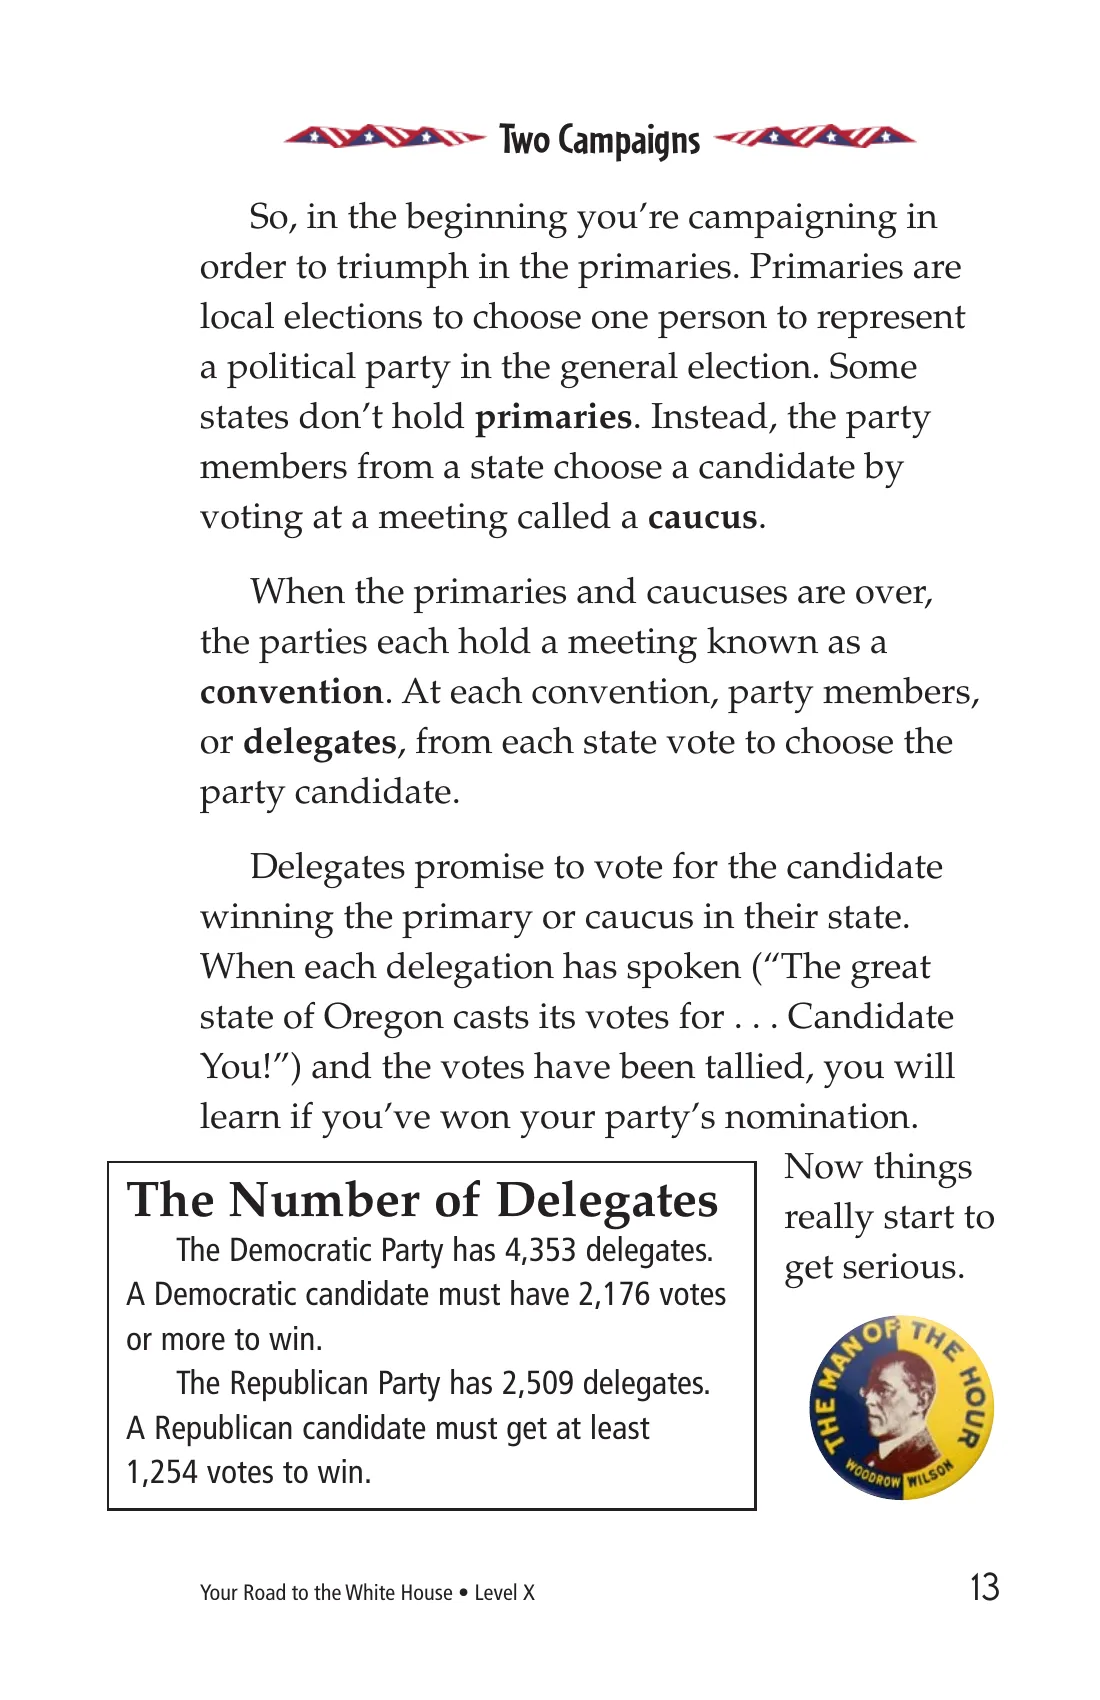 Two Campaigns
So, in the beginning you’re campaigning in
order to triumph in the primaries. Primaries are
local elections to choose one person to represent
a political party in the general election. Some
states don’t hold primaries. Instead, the party
members from a state choose a candidate by
voting at a meeting called a caucus.
When the primaries and caucuses are over,
the parties each hold a meeting known as a
convention. At each convention, party members,
or delegates, from each state vote to choose the
party candidate.
Delegates promise to vote for the candidate
winning the primary or caucus in their state.
When each delegation has spoken (“The great
state of Oregon casts its votes for . . . Candidate
You!”) and the votes have been tallied, you will
learn if you’ve won your party’s nomination.
Now things
really start to
get serious.
The Number of Delegates
The Democratic Party has 4,353 delegates.
A Democratic candidate must have 2,176 votes
or more to win.
The Republican Party has 2,509 delegates.
A Republican candidate must get at least
1,254 votes to win.
THE MAN OF THE HOUR
WOODROW WILSON
Your Road to the White House • Level X
13